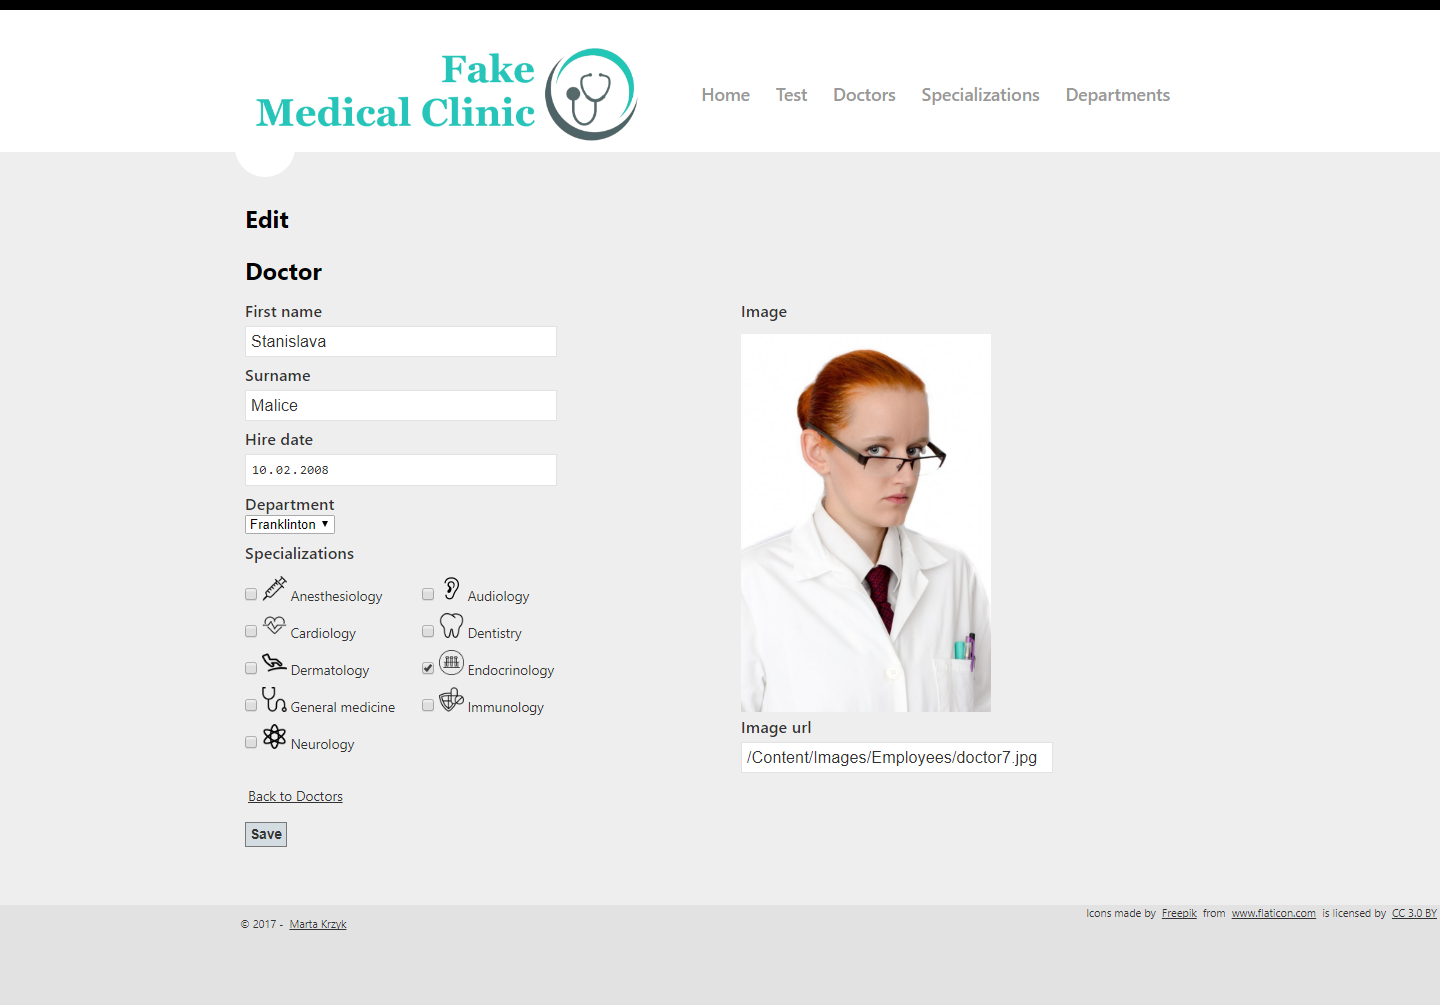 Fake
Medical Clinic
Home Test Doctors Specializations Departments
Edit
Doctor
First name
Stanislava
Surname
Malice
Hire date
10.02.2008
Department
Franklinton
Specializations
Anesthesiology Audiology
Cardiology Dentistry
Dermatology Endocrinology
General medicine Immunology
Neurology
Back to Doctors
Save
Image
Image url
/Content/Images/Employees/doctor7.jpg
© 2017 - Marta Krzyk
Icons made by Freepik from www.flaticon.com is licensed by CC 3.0 BY